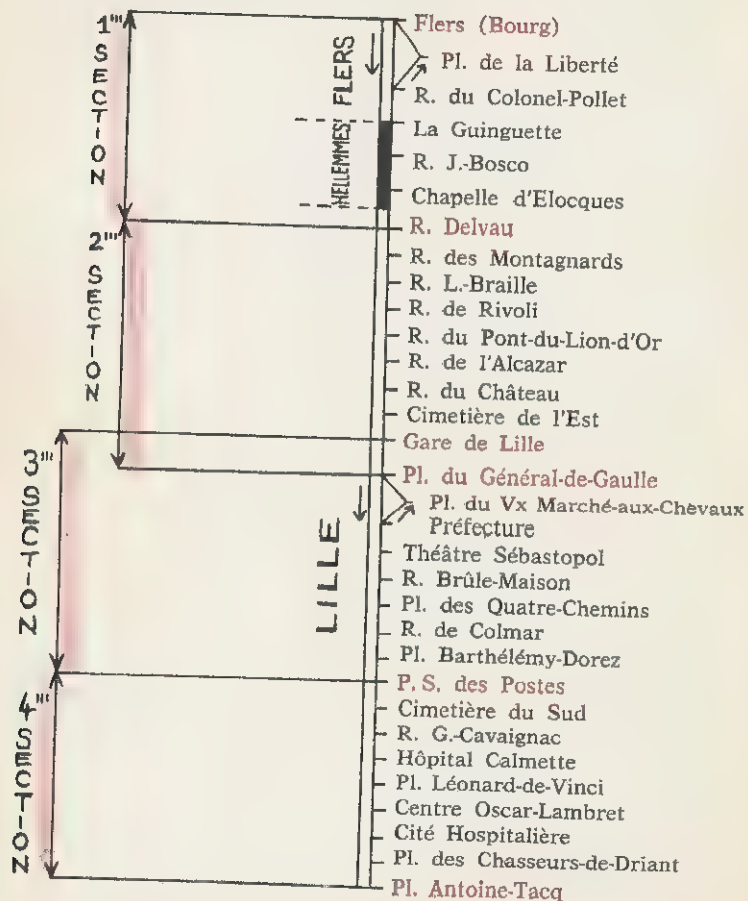 1''' SECTION
2''' SECTION
3''' SECTION
4''' SECTION
FLERS
HELLEMMES
LILLE
Flers (Bourg)
Pl. de la Liberté
R. du Colonel-Pollet
La Guinguette
R. J.-Bosco
Chapelle d'Elocques
R. Delvau
R. des Montagnards
R. L.-Braille
R. de Rivoli
R. du Pont-du-Lion-d'Or
R. de l'Alcazar
R. du Château
Cimetière de l'Est
Gare de Lille
Pl. du Général-de-Gaulle
Pl. du Vx Marché-aux-Chevaux
Préfecture
Théâtre Sébastopol
R. Brûle-Maison
Pl. des Quatre-Chemins
R. de Colmar
Pl. Barthélémy-Dorez
P. S. des Postes
Cimetière du Sud
R. G.-Cavaignac
Hôpital Calmette
Pl. Léonard-de-Vinci
Centre Oscar-Lambret
Cité Hospitalière
Pl. des Chasseurs-de-Driant
Pl. Antoine-Tacq